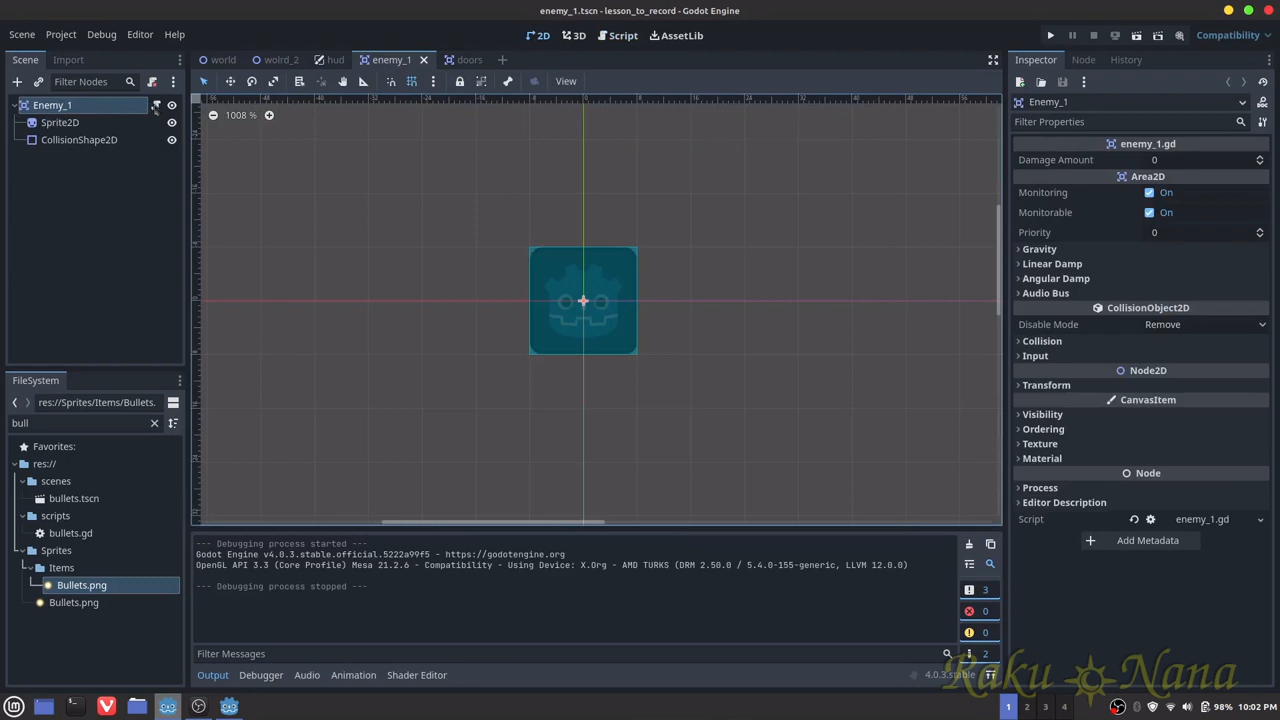 enemy_1.tscn - lesson_to_record - Godot Engine
Scene Project Debug Editor Help
2D 3D Script AssetLib
Compatibility
Scene Import
world wolrd_2 hud enemy_1 doors
Inspector Node History
Filter Nodes
View
Enemy_1
Sprite2D
CollisionShape2D
1008 %
Enemy_1
Filter Properties
enemy_1.gd
Damage Amount 0
Area2D
Monitoring On
Monitorable On
Priority 0
Gravity
Linear Damp
Angular Damp
Audio Bus
CollisionObject2D
Disable Mode Remove
Collision
Input
Node2D
Transform
CanvasItem
Visibility
Ordering
Texture
Material
Node
Process
Editor Description
Script enemy_1.gd
Add Metadata
FileSystem
res://Sprites/Items/Bullets.
bull
Favorites:
res://
scenes
bullets.tscn
scripts
bullets.gd
Sprites
Items
Bullets.png
Bullets.png
--- Debugging process started ---
Godot Engine v4.0.3.stable.official.5222a99f5 - https://godotengine.org
OpenGL API 3.3 (Core Profile) Mesa 21.2.6 - Compatibility - Using Device: X.Org - AMD TURKS (DRM 2.50.0 / 5.4.0-155-generic, LLVM 12.0.0)
--- Debugging process stopped ---
3
0
0
2
Filter Messages
Output Debugger Audio Animation Shader Editor
4.0.3.stable
Raku Nana
1 2 3 4
98% 10:02 PM